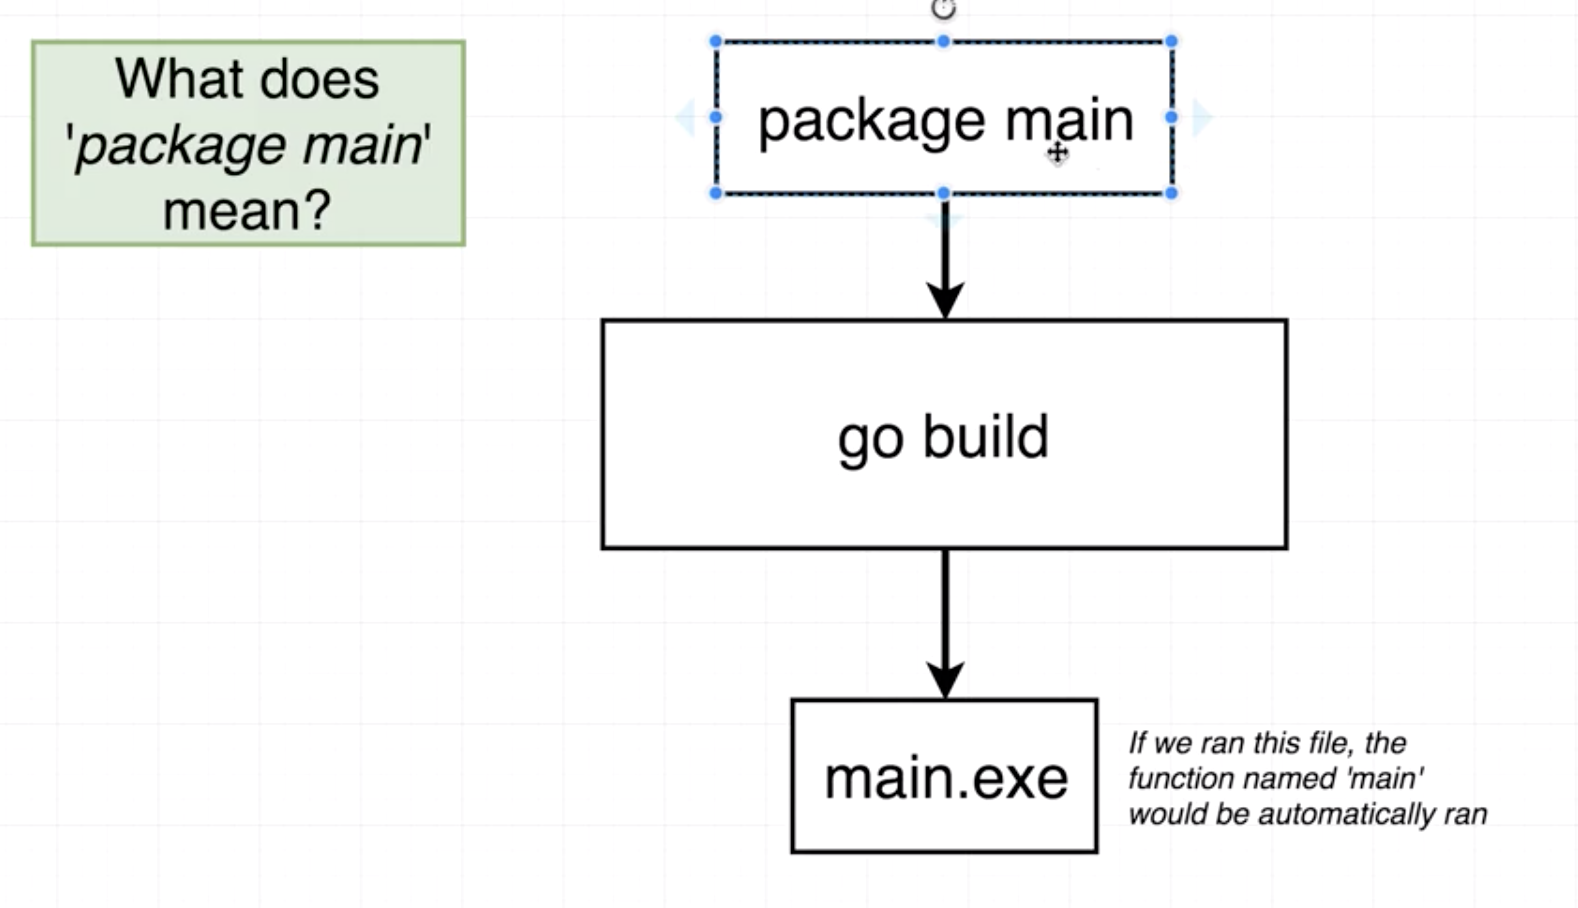 What does
'package main'
mean?
package main
go build
main.exe
If we ran this file, the
function named 'main'
would be automatically ran